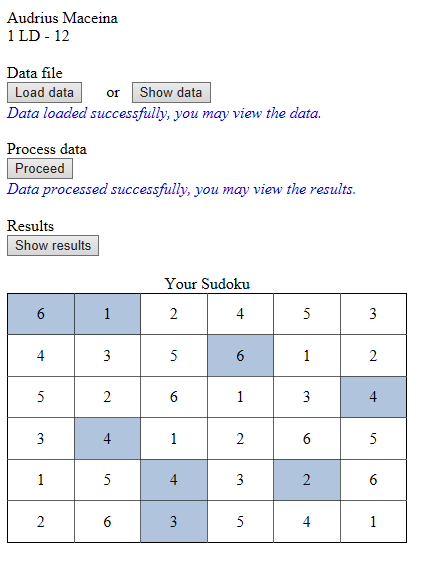 Audrius Maceina
1 LD - 12
Data file
Load data or Show data
Data loaded successfully, you may view the data.
Process data
Proceed
Data processed successfully, you may view the results.
Results
Show results
Your Sudoku
6 1 2 4 5 3
4 3 5 6 1 2
5 2 6 1 3 4
3 4 1 2 6 5
1 5 4 3 2 6
2 6 3 5 4 1